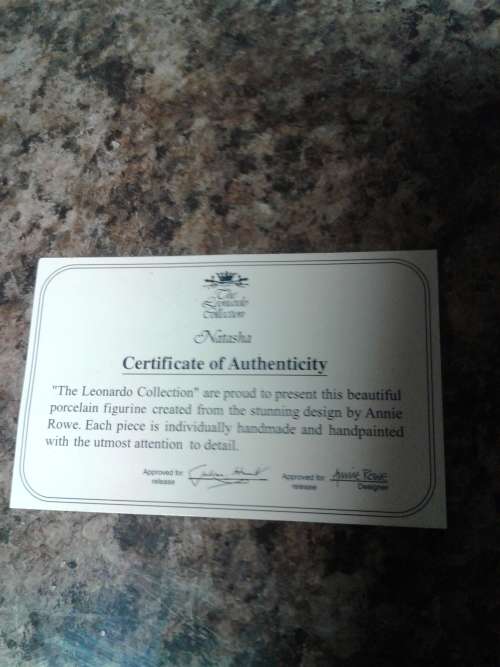 The
Leonardo
Collection
Natasha
Certificate of Authenticity
"The Leonardo Collection" are proud to present this beautiful
porcelain figurine created from the stunning design by Annie
Rowe. Each piece is individually handmade and handpainted
with the utmost attention to detail.
Approved for
release
Approved for
release
Annie Rowe
Designer